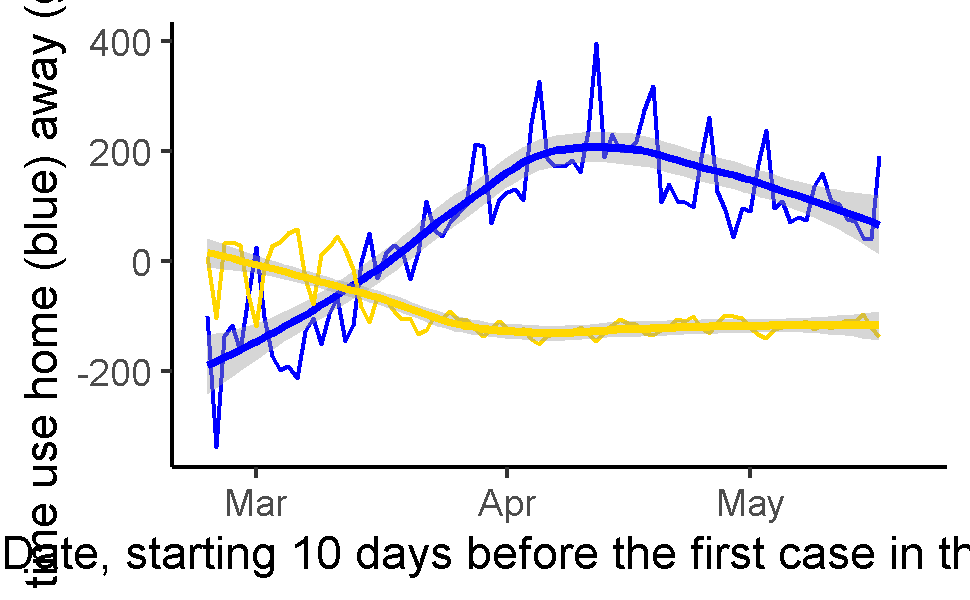 time use home (blue) away (
400
200
0
-200
Mar Apr May
Date, starting 10 days before the first case in th